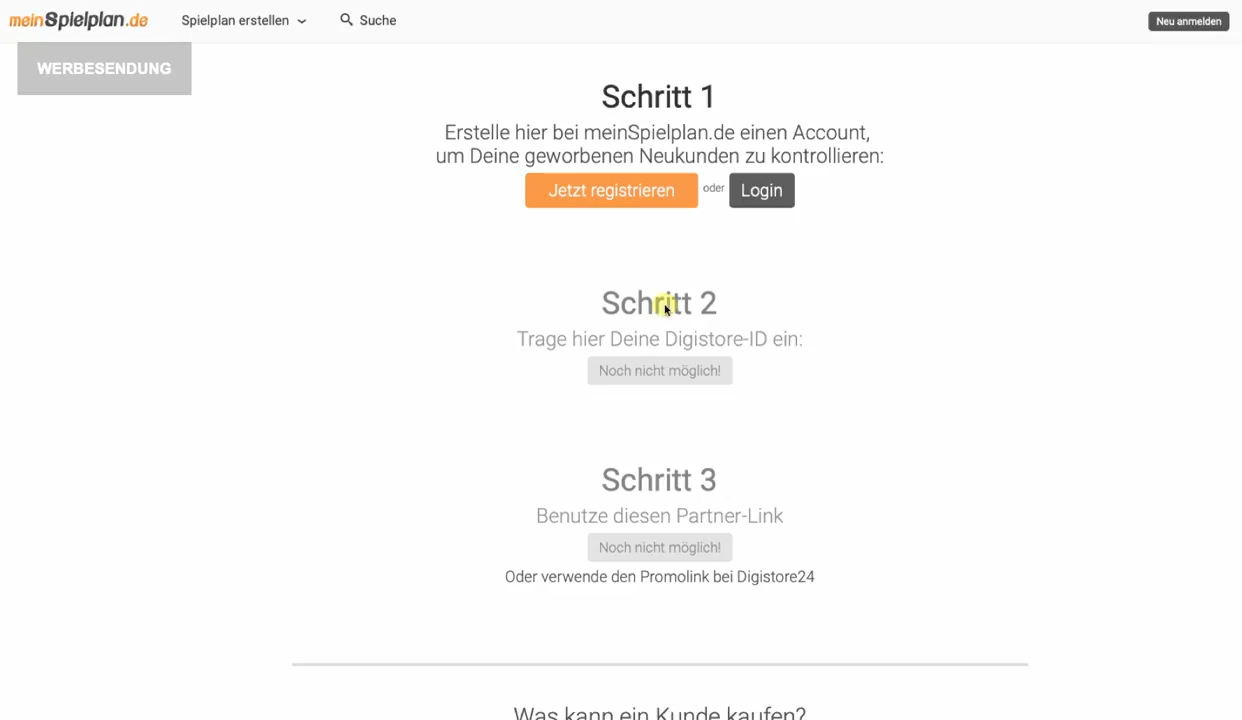 meinSpielplan.de
Spielplan erstellen
Suche
Neu anmelden
WERBESENDUNG
Schritt 1
Erstelle hier bei meinSpielplan.de einen Account,
um Deine geworbenen Neukunden zu kontrollieren:
Jetzt registrieren oder Login
Schritt 2
Trage hier Deine Digistore-ID ein:
Noch nicht möglich!
Schritt 3
Benutze diesen Partner-Link
Noch nicht möglich!
Oder verwende den Promolink bei Digistore24
Was kann ein Kunde kaufen?